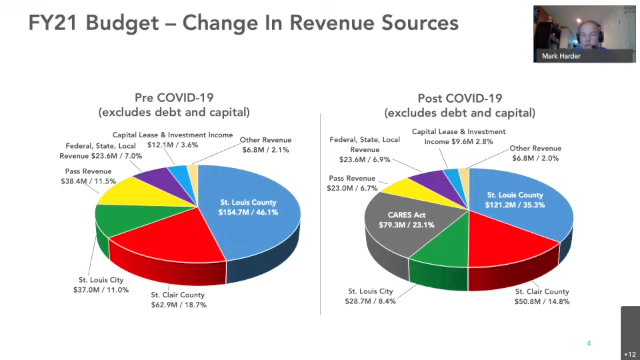 FY21 Budget – Change In Revenue Sources
Mark Harder
Pre COVID-19
(excludes debt and capital)
Capital Lease & Investment Income
$12.1M / 3.6%
Other Revenue
$6.8M / 2.1%
Federal, State, Local
Revenue $23.6M / 7.0%
Pass Revenue
$38.4M / 11.5%
St. Louis County
$154.7M / 46.1%
St. Louis City
$37.0M / 11.0%
St. Clair County
$62.9M / 18.7%
Post COVID-19
(excludes debt and capital)
Capital Lease & Investment
Income $9.6M 2.8%
Federal, State, Local
Revenue
$23.6M / 6.9%
Other Revenue
$6.8M / 2.0%
Pass Revenue
$23.0M / 6.7%
St. Louis County
$121.2M / 35.3%
CARES Act
$79.3M / 23.1%
St. Louis City
$28.7M / 8.4%
St. Clair County
$50.8M / 14.8%
4
+12